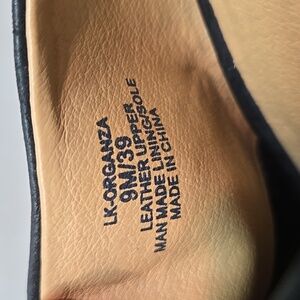 LK-ORGANZA
9M/39
LEATHER UPPER
MAN MADE LINING/SOLE
MADE IN CHINA